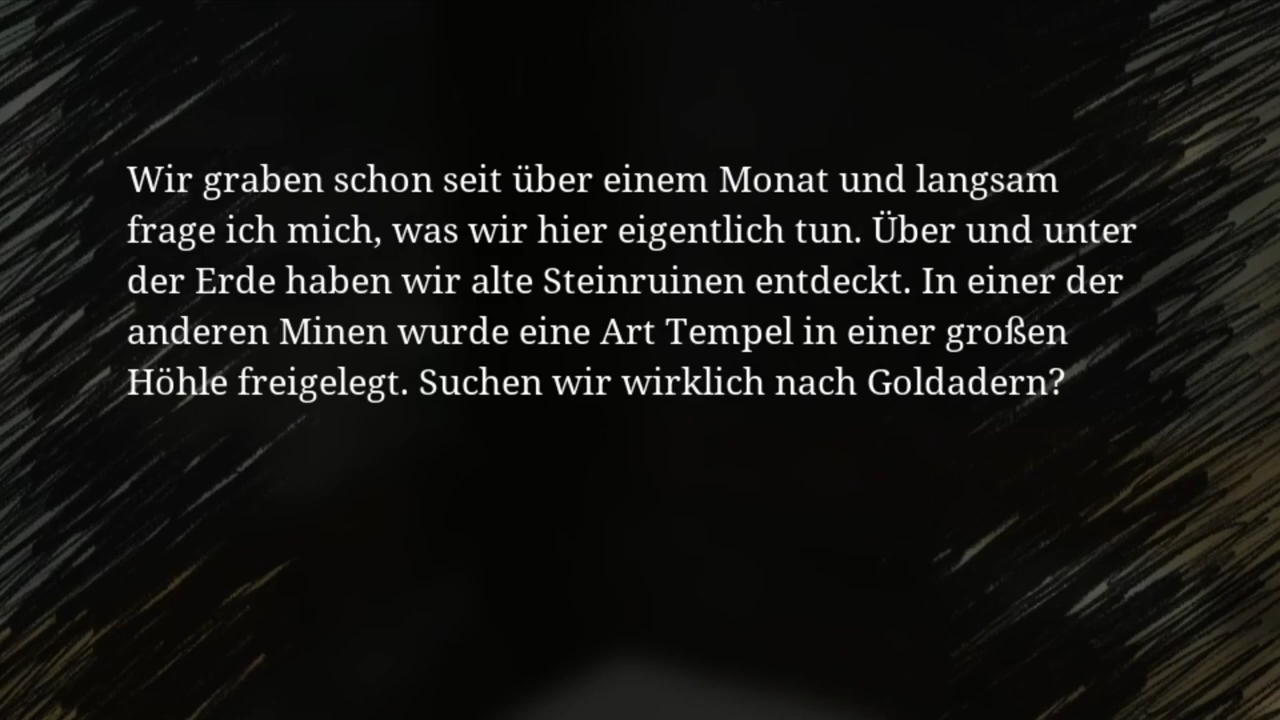 Wir graben schon seit über einem Monat und langsam
frage ich mich, was wir hier eigentlich tun. Über und unter
der Erde haben wir alte Steinruinen entdeckt. In einer der
anderen Minen wurde eine Art Tempel in einer großen
Höhle freigelegt. Suchen wir wirklich nach Goldadern?